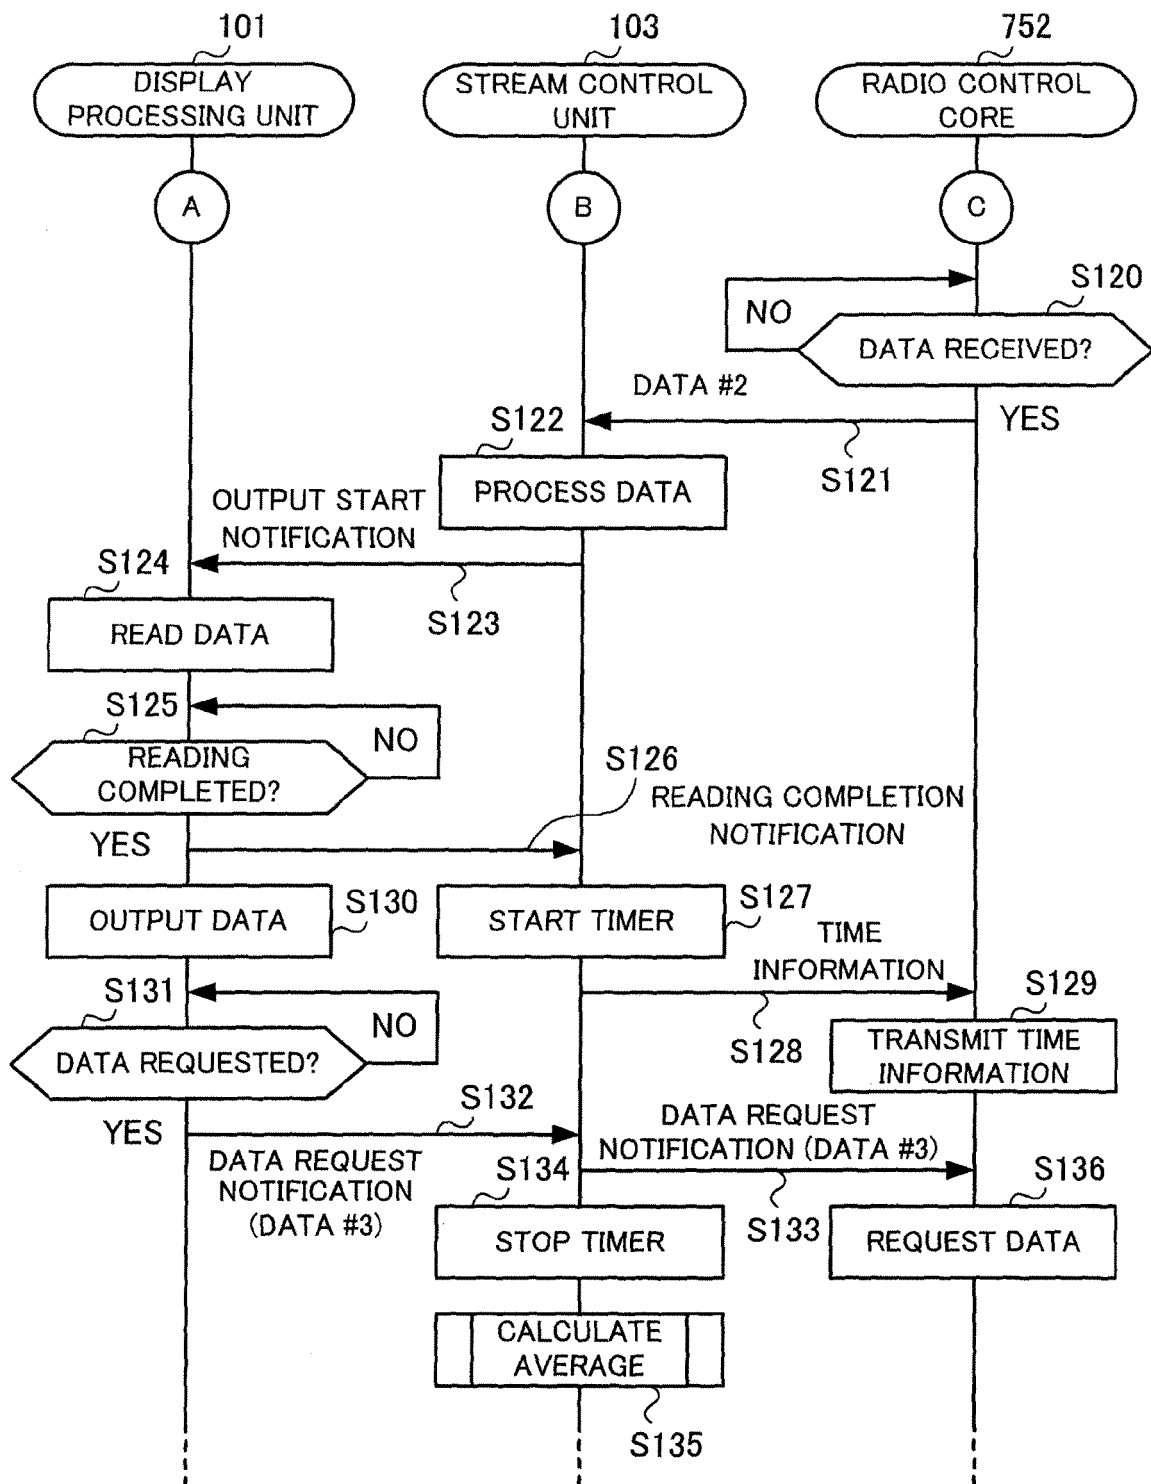 101
103
752
DISPLAY
PROCESSING UNIT
STREAM CONTROL
UNIT
RADIO CONTROL
CORE
A
B
C
S120
NO
DATA RECEIVED?
DATA #2
YES
S121
S122
PROCESS DATA
OUTPUT START
NOTIFICATION
S123
S124
READ DATA
S125
NO
READING
COMPLETED?
YES
S126
READING COMPLETION
NOTIFICATION
OUTPUT DATA
S130
START TIMER
S127
TIME
INFORMATION
S128
S129
TRANSMIT TIME
INFORMATION
S131
NO
DATA REQUESTED?
YES
S132
DATA REQUEST
NOTIFICATION
(DATA #3)
DATA REQUEST
NOTIFICATION (DATA #3)
S133
S134
STOP TIMER
S136
REQUEST DATA
CALCULATE
AVERAGE
S135